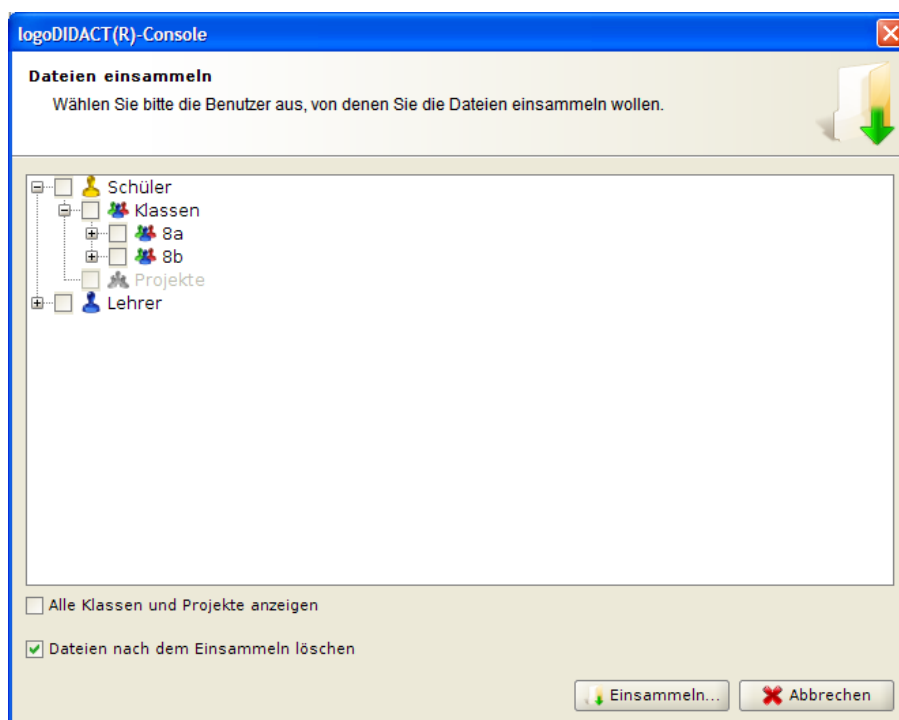 logoDIDACT(R)-Console
Dateien einsammeln
Wählen Sie bitte die Benutzer aus, von denen Sie die Dateien einsammeln wollen.
Schüler
Klassen
8a
8b
Projekte
Lehrer
Alle Klassen und Projekte anzeigen
Dateien nach dem Einsammeln löschen
Einsammeln... Abbrechen